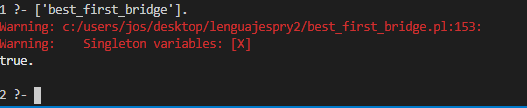 1 ?- ['best_first_bridge'].
Warning: c:/users/jos/desktop/lenguajespry2/best_first_bridge.pl:153:
Warning:    Singleton variables: [X]
true.
2 ?-